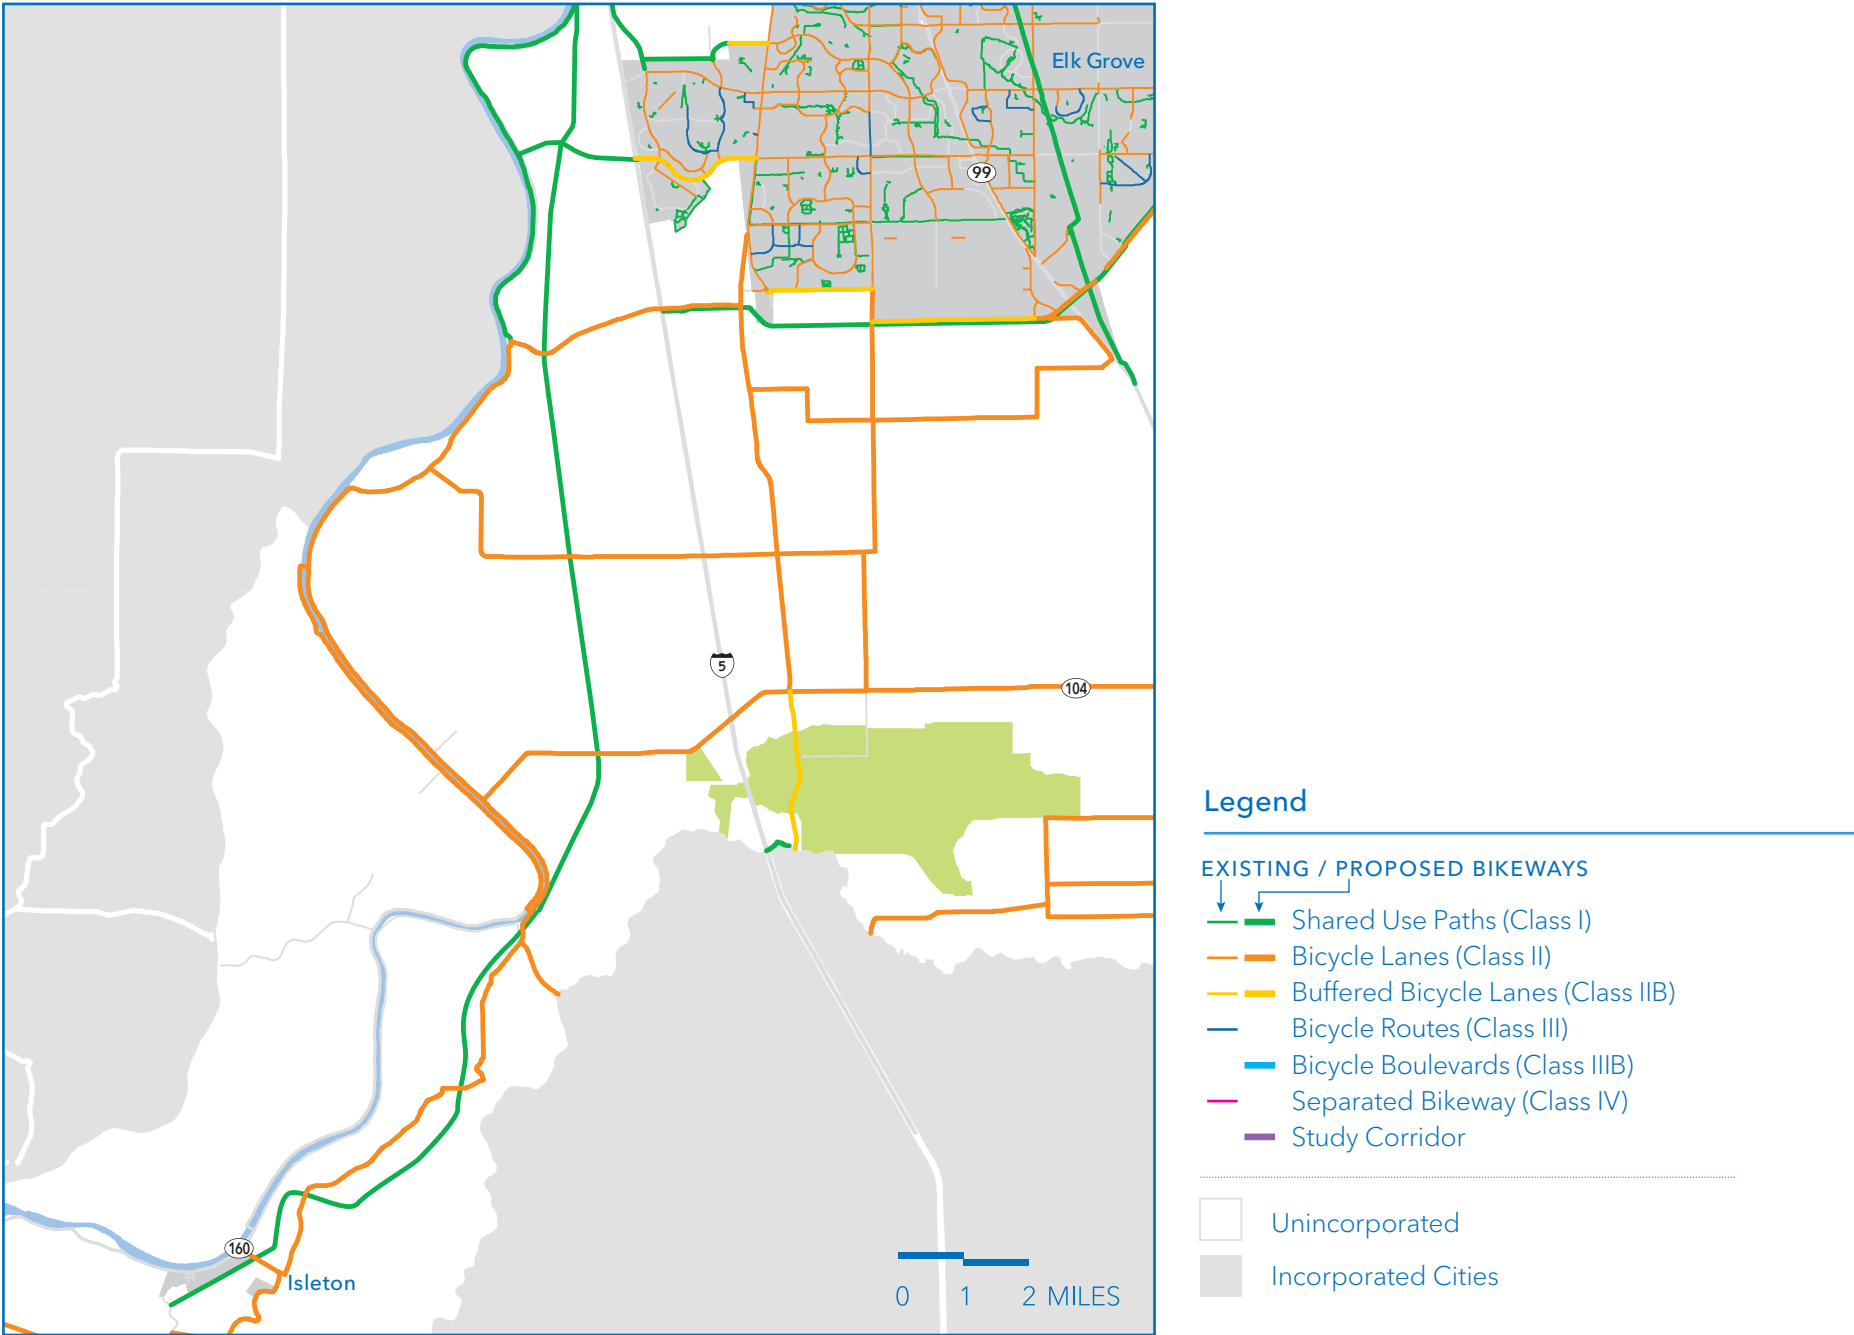 Elk Grove
99
5
104
160
Isleton
0 1 2 MILES
Legend
EXISTING / PROPOSED BIKEWAYS
Shared Use Paths (Class I)
Bicycle Lanes (Class II)
Buffered Bicycle Lanes (Class IIB)
Bicycle Routes (Class III)
Bicycle Boulevards (Class IIIB)
Separated Bikeway (Class IV)
Study Corridor
Unincorporated
Incorporated Cities